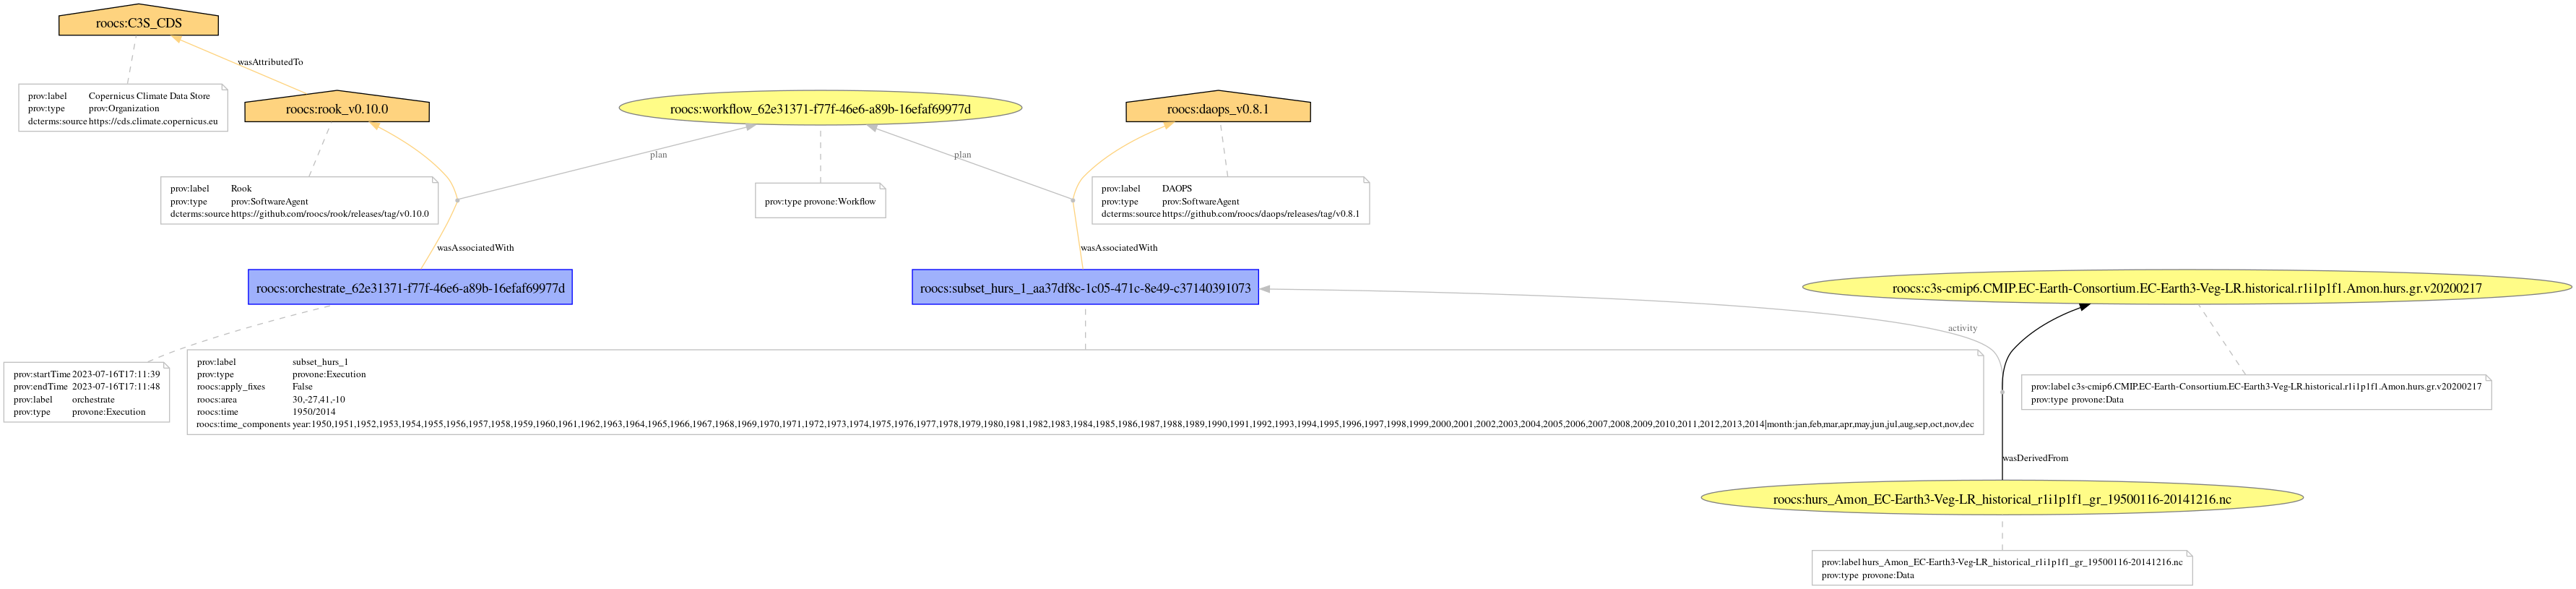 roocs:C3S_CDS
wasAttributedTo
prov:label Copernicus Climate Data Store
prov:type prov:Organization
dcterms:source https://cds.climate.copernicus.eu
roocs:rook_v0.10.0
roocs:workflow_62e31371-f77f-46e6-a89b-16efaf69977d
roocs:daops_v0.8.1
plan
plan
prov:label Rook
prov:type prov:SoftwareAgent
dcterms:source https://github.com/roocs/rook/releases/tag/v0.10.0
prov:type provone:Workflow
prov:label DAOPS
prov:type prov:SoftwareAgent
dcterms:source https://github.com/roocs/daops/releases/tag/v0.8.1
wasAssociatedWith
wasAssociatedWith
roocs:orchestrate_62e31371-f77f-46e6-a89b-16efaf69977d
roocs:subset_hurs_1_aa37df8c-1c05-471c-8e49-c37140391073
roocs:c3s-cmip6.CMIP.EC-Earth-Consortium.EC-Earth3-Veg-LR.historical.r1i1p1f1.Amon.hurs.gr.v20200217
activity
prov:startTime 2023-07-16T17:11:39
prov:endTime 2023-07-16T17:11:48
prov:label orchestrate
prov:type provone:Execution
prov:label subset_hurs_1
prov:type provone:Execution
roocs:apply_fixes False
roocs:area 30,-27,41,-10
roocs:time 1950/2014
roocs:time_components year:1950,1951,1952,1953,1954,1955,1956,1957,1958,1959,1960,1961,1962,1963,1964,1965,1966,1967,1968,1969,1970,1971,1972,1973,1974,1975,1976,1977,1978,1979,1980,1981,1982,1983,1984,1985,1986,1987,1988,1989,1990,1991,1992,1993,1994,1995,1996,1997,1998,1999,2000,2001,2002,2003,2004,2005,2006,2007,2008,2009,2010,2011,2012,2013,2014|month:jan,feb,mar,apr,may,jun,jul,aug,sep,oct,nov,dec
prov:label c3s-cmip6.CMIP.EC-Earth-Consortium.EC-Earth3-Veg-LR.historical.r1i1p1f1.Amon.hurs.gr.v20200217
prov:type provone:Data
wasDerivedFrom
roocs:hurs_Amon_EC-Earth3-Veg-LR_historical_r1i1p1f1_gr_19500116-20141216.nc
prov:label hurs_Amon_EC-Earth3-Veg-LR_historical_r1i1p1f1_gr_19500116-20141216.nc
prov:type provone:Data